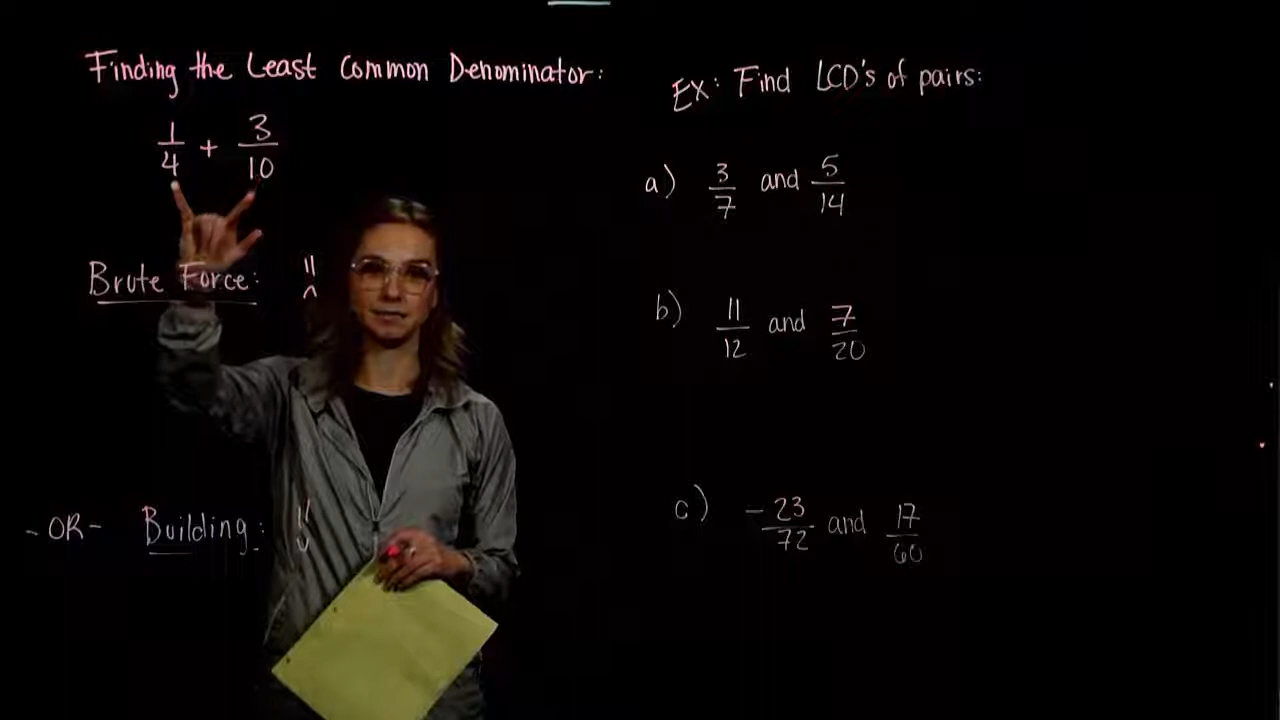 Finding the Least Common Denominator:
1/4 + 3/10
Brute Force:
-OR- Building:
EX: Find LCD's of pairs:
a) 3/7 and 5/14
b) 11/12 and 7/20
c) -23/72 and 17/60